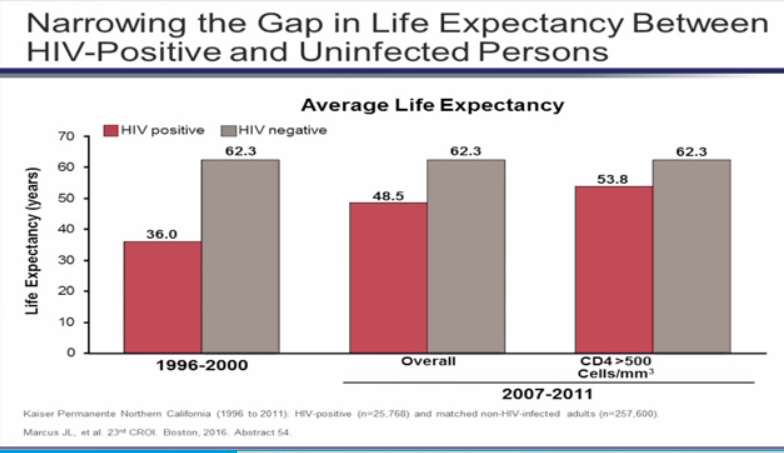 Narrowing the Gap in Life Expectancy Between
HIV-Positive and Uninfected Persons
Average Life Expectancy
HIV positive HIV negative
Life Expectancy (years)
70
60
50
40
30
20
10
0
36.0
62.3
48.5
62.3
53.8
62.3
1996-2000
Overall
CD4>500
Cells/mm³
2007-2011
Kaiser Permanente Northern California (1996 to 2011): HIV-positive (n=25,768) and matched non-HIV-infected adults (n=257,600).
Marcus JL, et al. 23rd CROI. Boston, 2016. Abstract 54.